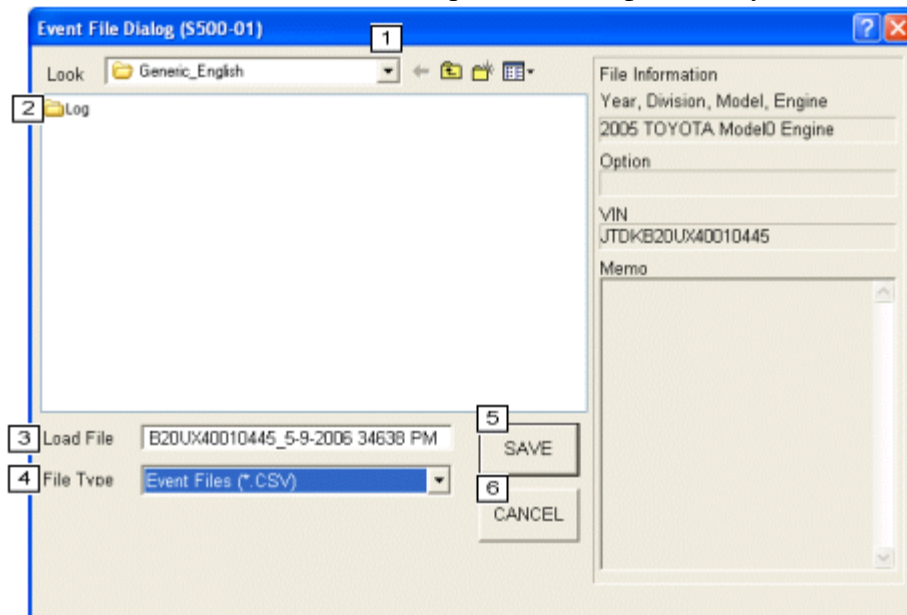 Event File Dialog (S500-01)
1
Look Generic_English
2 Log
3 Load File B20UX40010445_5-9-2006 34638 PM
4 File Type Event Files (*.CSV)
5
SAVE
6
CANCEL
File Information
Year, Division, Model, Engine
2005 TOYOTA Model0 Engine
Option
VIN
JTDKB20UX40010445
Memo